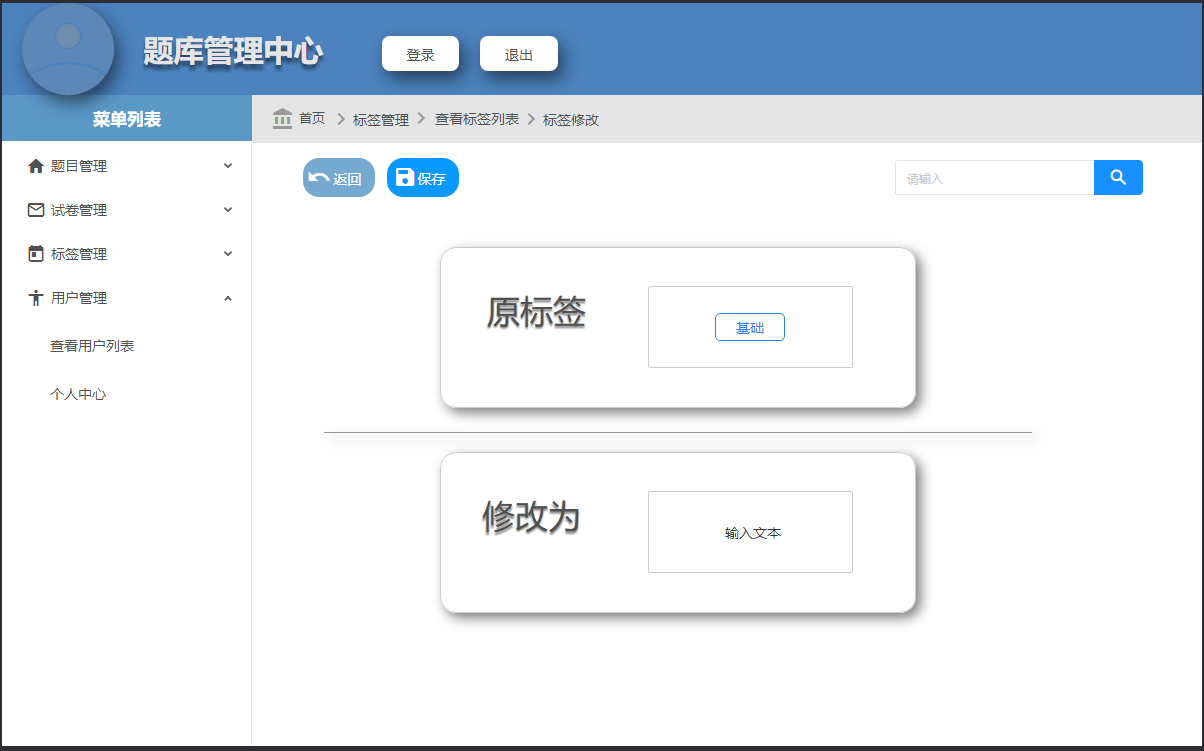 题库管理中心
登录
退出
菜单列表
首页 标签管理 查看标签列表 标签修改
题目管理
试卷管理
标签管理
用户管理
查看用户列表
个人中心
返回
保存
请输入
原标签
基础
修改为
输入文本